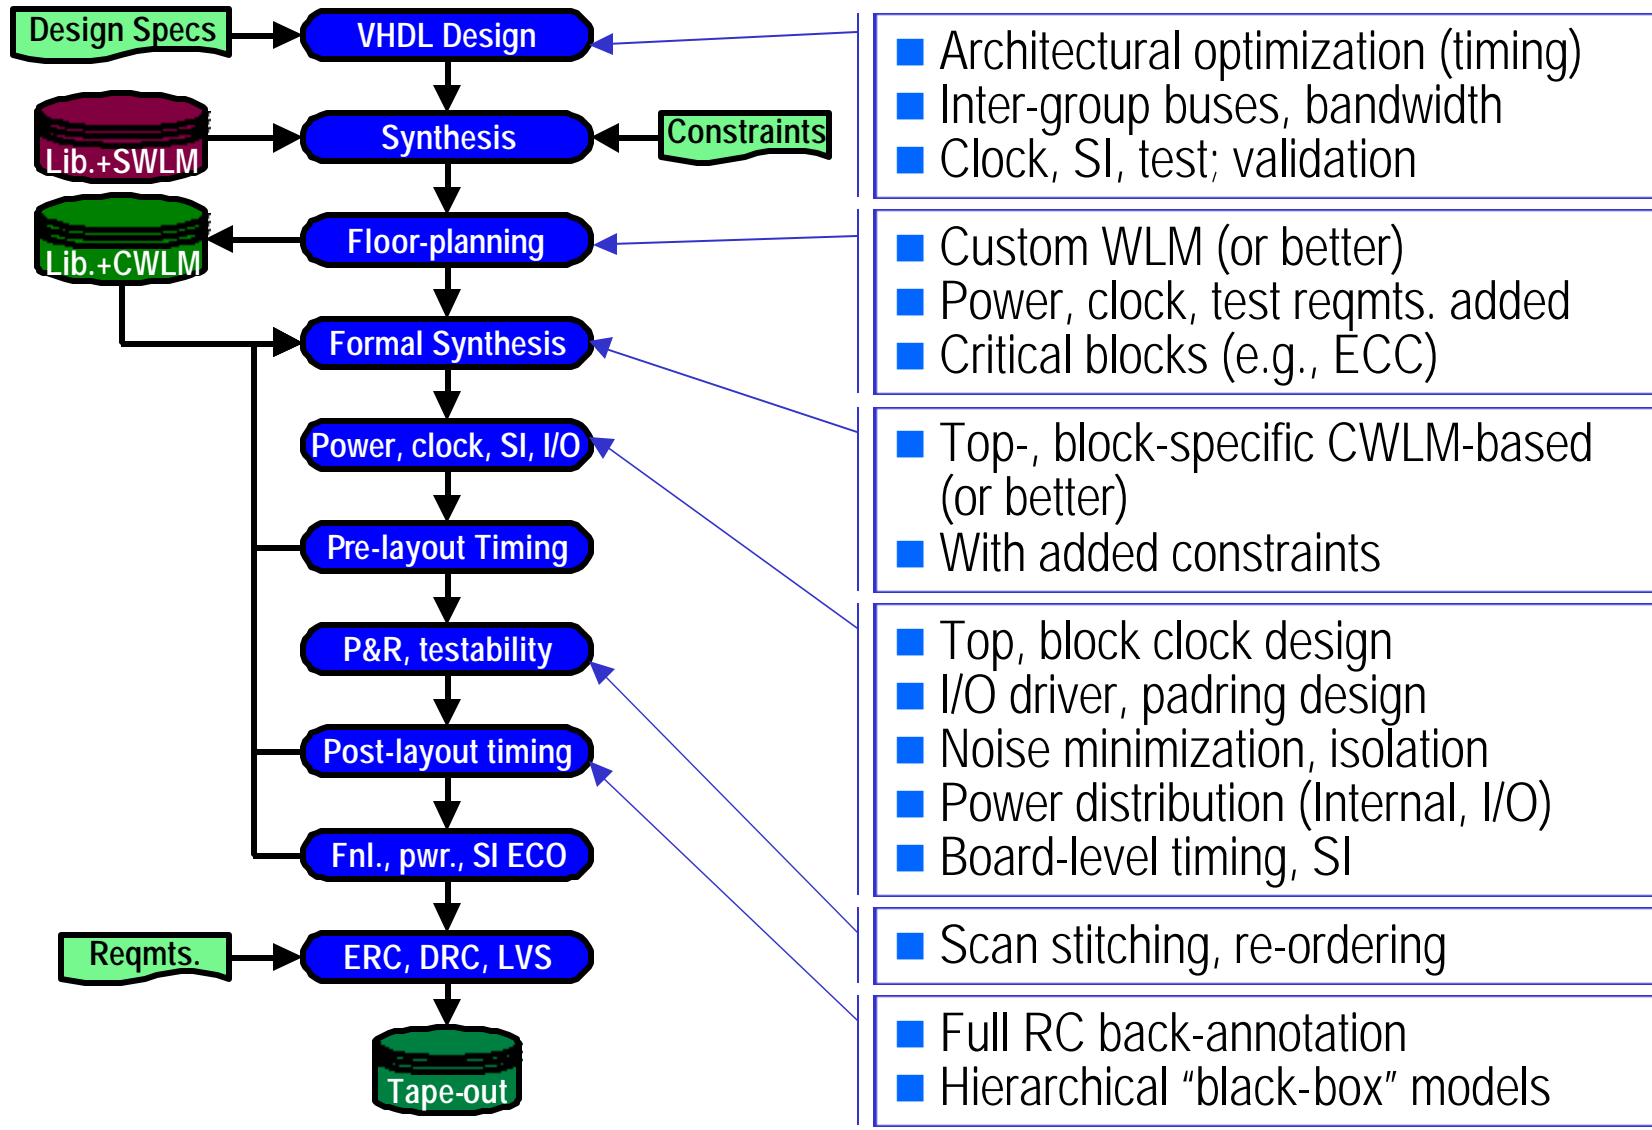 Design Specs
VHDL Design
Lib.+SWLM
Synthesis
Constraints
Lib.+CWLM
Floor-planning
Formal Synthesis
Power, clock, SI, I/O
Pre-layout Timing
P&R, testability
Post-layout timing
Fnl., pwr., SI ECO
Reqmts.
ERC, DRC, LVS
Tape-out
Architectural optimization (timing)
Inter-group buses, bandwidth
Clock, SI, test; validation
Custom WLM (or better)
Power, clock, test reqmts. added
Critical blocks (e.g., ECC)
Top-, block-specific CWLM-based
(or better)
With added constraints
Top, block clock design
I/O driver, padring design
Noise minimization, isolation
Power distribution (Internal, I/O)
Board-level timing, SI
Scan stitching, re-ordering
Full RC back-annotation
Hierarchical “black-box” models